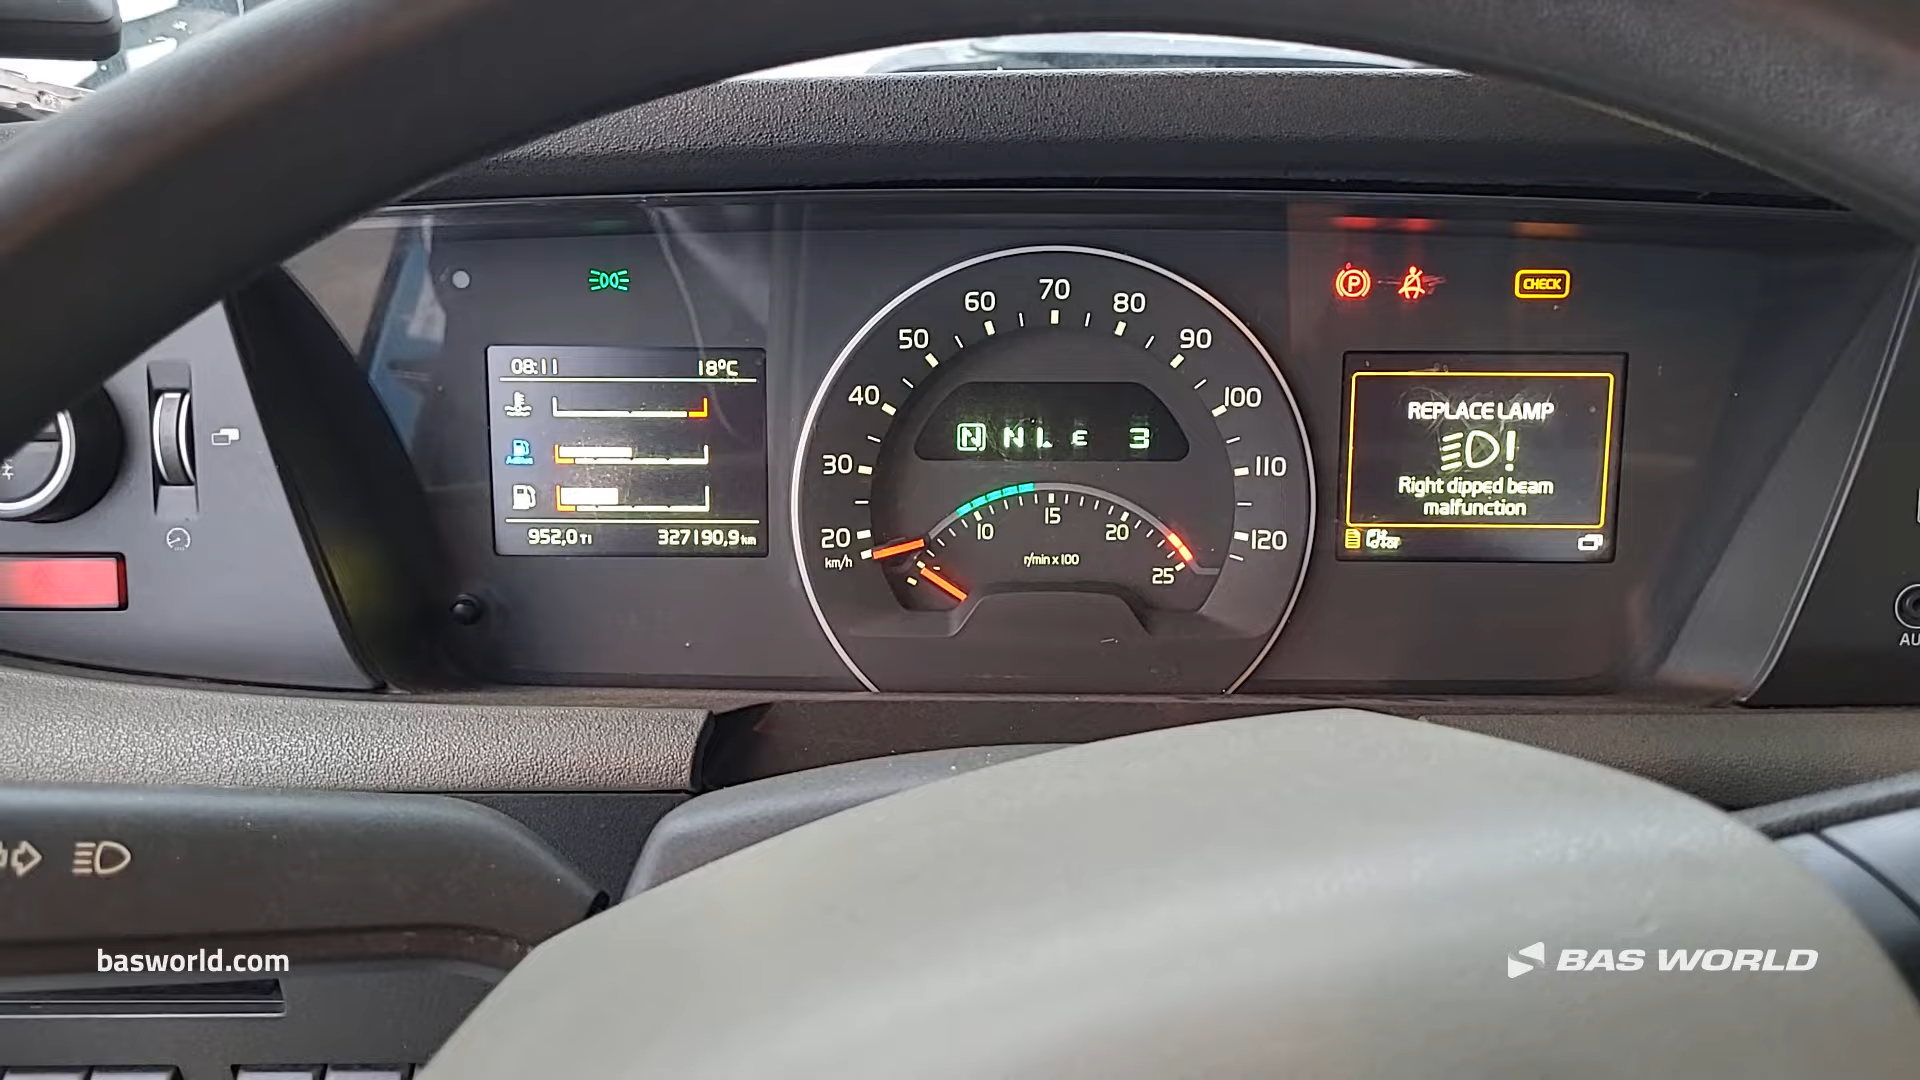 CHECK
08:11 18°C
952,0 T1 327190,9 km
20 30 40 50 60 70 80 90 100 110 120
km/h
N N L E 3
10 15 20 25
r/min x 100
REPLACE LAMP
Right dipped beam
malfunction
basworld.com
BAS WORLD